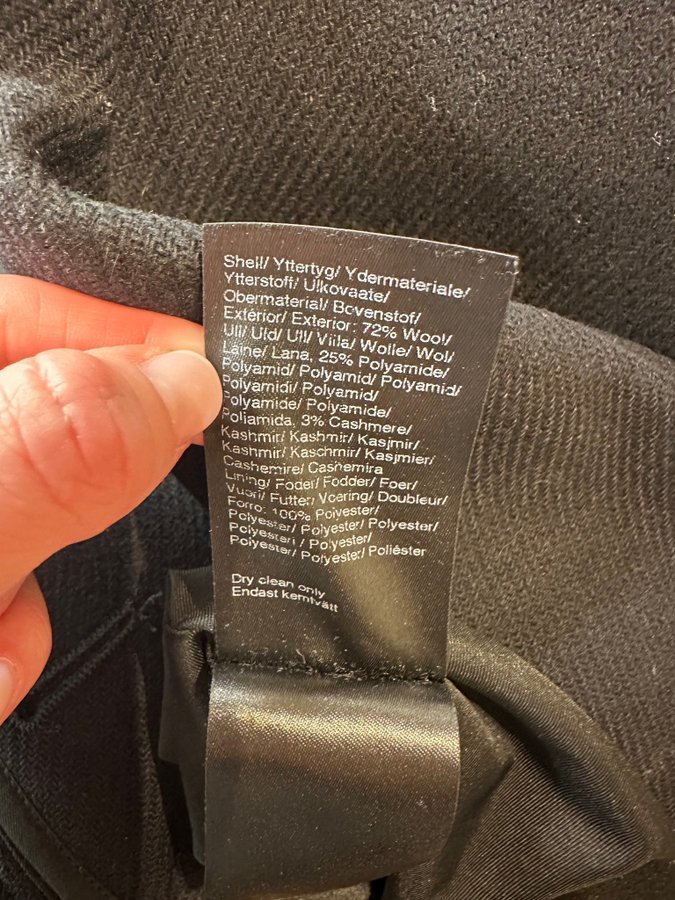 Shell/ Yttertyg/ Ydermateriale/
Ytterstoff/ Ulkovaate/
Obermaterial/ Bovenstof/
Extérior/ Exterior: 72% Wool/
Ull/ Uld/ Ull/ Villa/ Wolle/ Wol/
Laine/ Lana, 25% Polyamide/
Polyamid/ Polyamid/ Polyamid/
Polyamidi/ Polyamid/
Polyamide/ Polyamide/
Poliamida, 3% Cashmere/
Kashmir/ Kashmir/ Kasjmir/
Kashmir/ Kaschmir/ Kasjmier/
Cashemire/ Cashemira
Lining/ Foder/ Fodder/ Foer/
Vuori/ Futter/ Voering/ Doubleur/
Forro: 100% Polyester/
Polyester/ Polyester/ Polyester/
Polyesteri/ Polyester/
Polyester/ Polyester/ Poliéster
Dry clean only
Endast kemtvätt